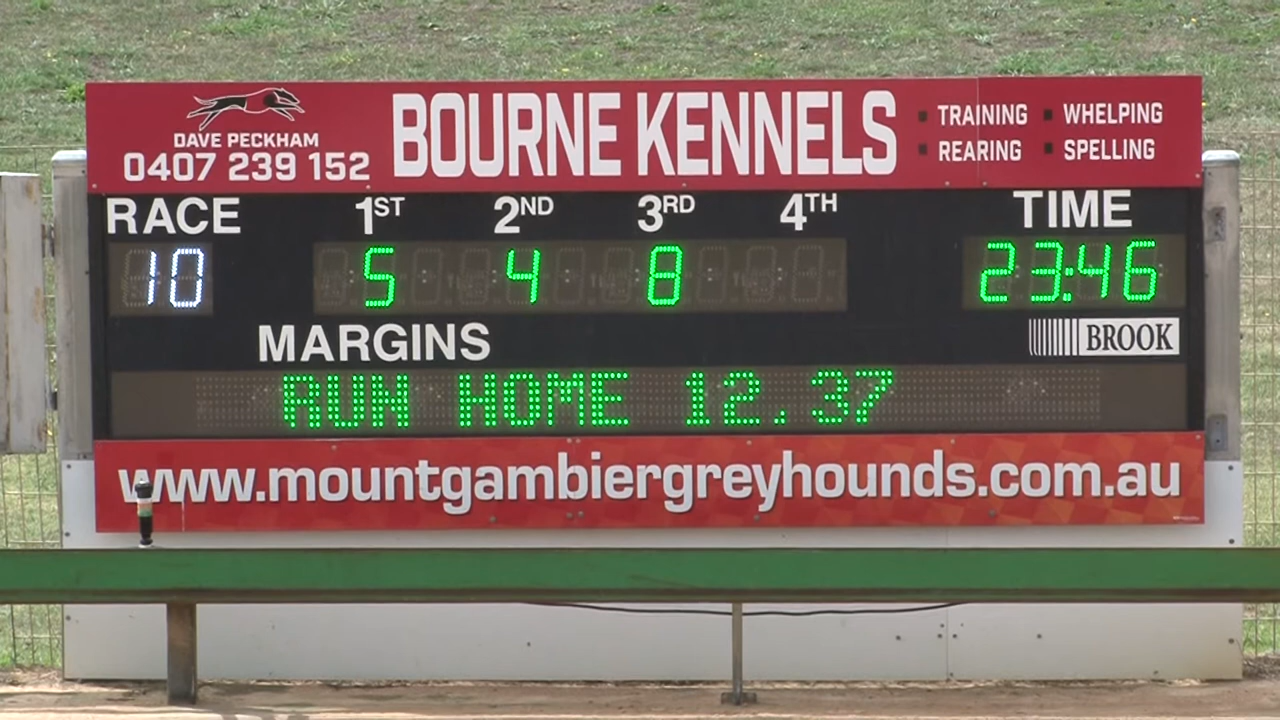 DAVE PECKHAM
0407 239 152
BOURNE KENNELS
TRAINING
WHELPING
REARING
SPELLING
RACE 1ST 2ND 3RD 4TH TIME
10 5 4 8 23:46
MARGINS
BROOK
RUN HOME 12.37
www.mountgambiergreyhounds.com.au